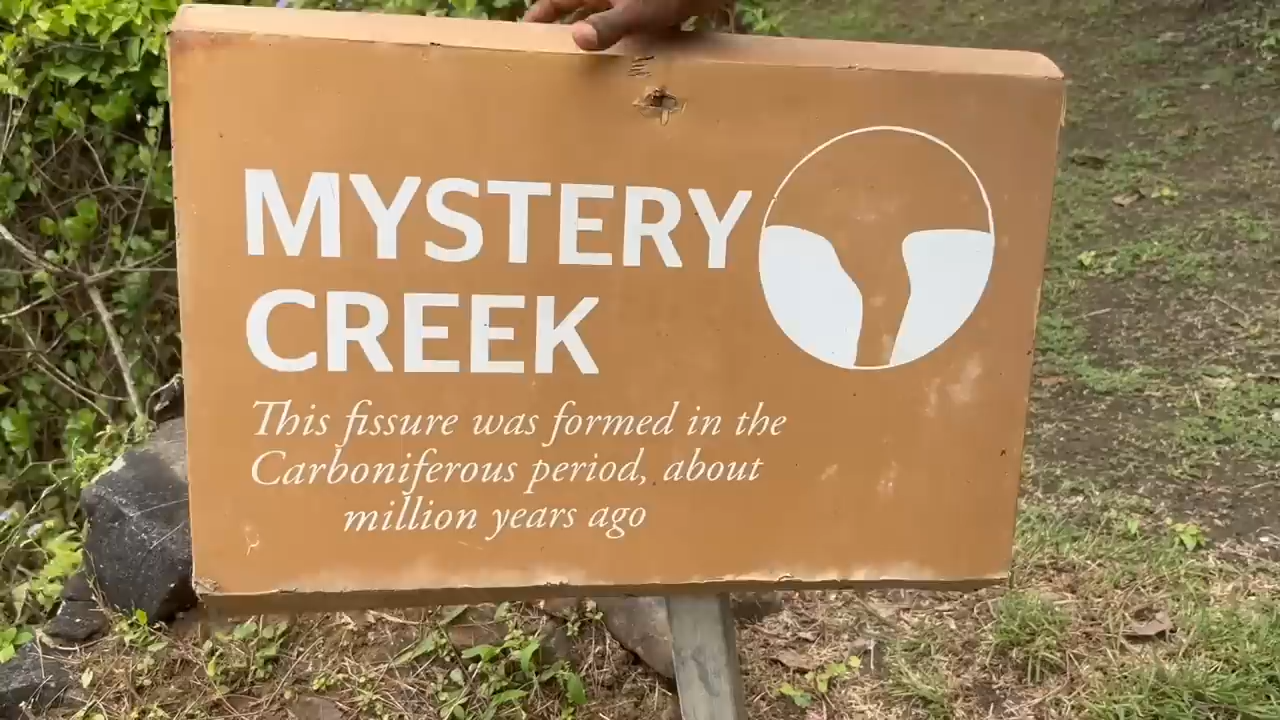 MYSTERY
CREEK
This fissure was formed in the
Carboniferous period, about
million years ago